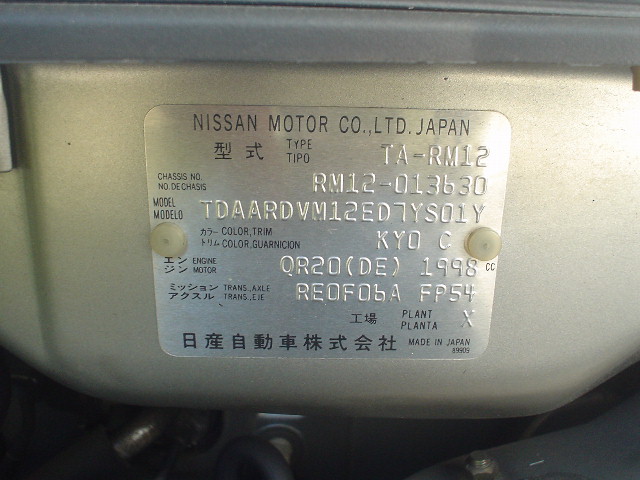 NISSAN MOTOR CO.,LTD. JAPAN
型式 TYPE TIPO TA-RM12
CHASSIS NO. NO. DE CHASIS RM12-013630
MODEL MODELO TDAARDVM12ED7YS01Y
カラー COLOR,TRIM
トリム COLOR.GUARNICION KY0 C
エンジン ENGINE MOTOR QR20(DE) 1998 CC
ミッション TRANS.,AXLE
アクスル TRANS.,EJE RE0F06A FP54
工場 PLANT PLANTA X
日産自動車株式会社 MADE IN JAPAN
89909